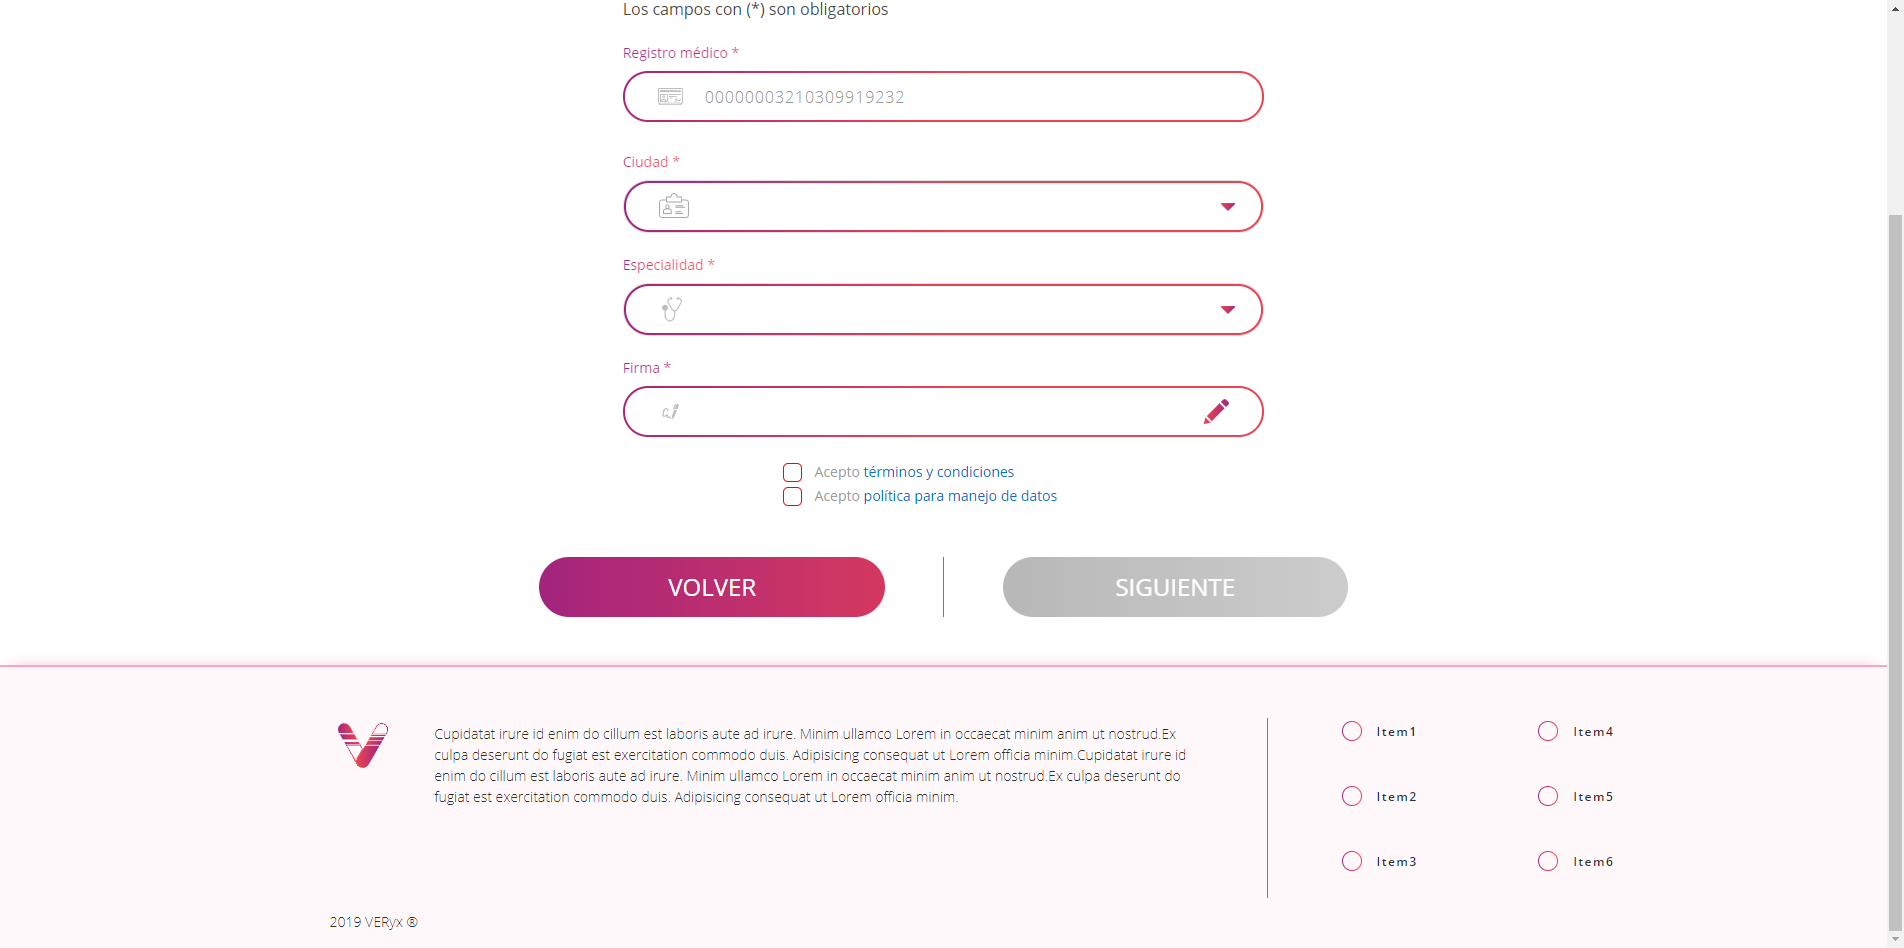 Los campos con (*) son obligatorios
Registro médico *
00000003210309919232
Ciudad *
Especialidad *
Firma *
Acepto términos y condiciones
Acepto política para manejo de datos
VOLVER
SIGUIENTE
Cupidatat irure id enim do cillum est laboris aute ad irure. Minim ullamco Lorem in occaecat minim anim ut nostrud.Ex
culpa deserunt do fugiat est exercitation commodo duis. Adipisicing consequat ut Lorem officia minim.Cupidatat irure id
enim do cillum est laboris aute ad irure. Minim ullamco Lorem in occaecat minim anim ut nostrud.Ex culpa deserunt do
fugiat est exercitation commodo duis. Adipisicing consequat ut Lorem officia minim.
Item1
Item4
Item2
Item5
Item3
Item6
2019 VERyx ®